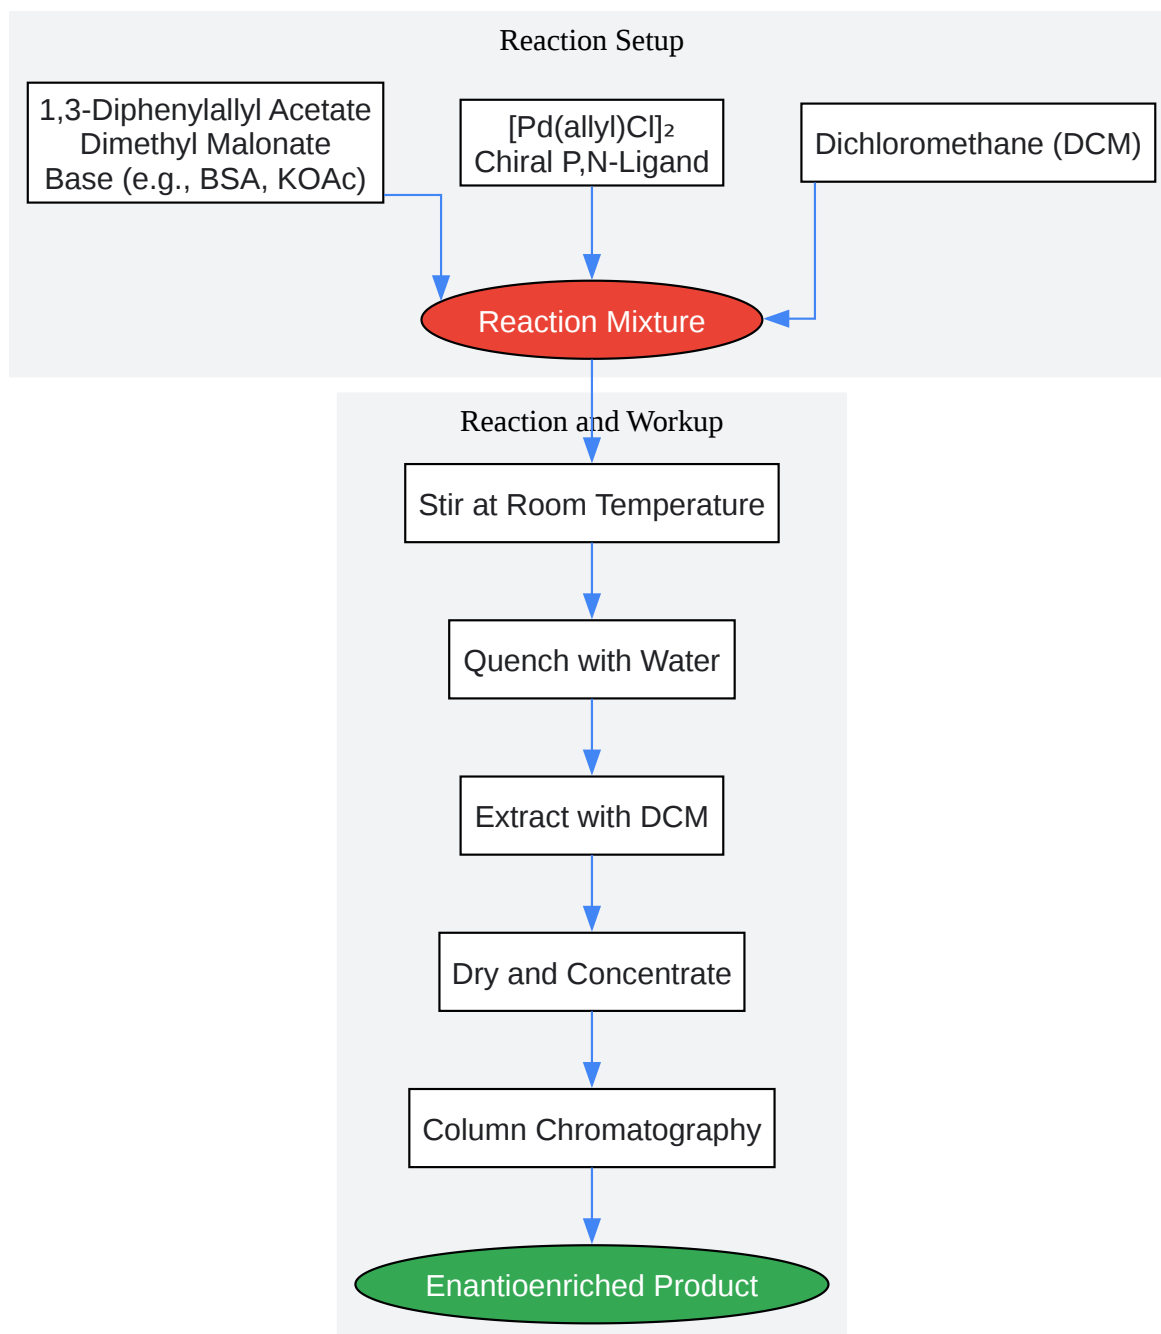 Reaction Setup
1,3-Diphenylallyl Acetate
Dimethyl Malonate
Base (e.g., BSA, KOAc)
[Pd(allyl)Cl]₂
Chiral P,N-Ligand
Dichloromethane (DCM)
Reaction Mixture
Reaction and Workup
Stir at Room Temperature
Quench with Water
Extract with DCM
Dry and Concentrate
Column Chromatography
Enantioenriched Product